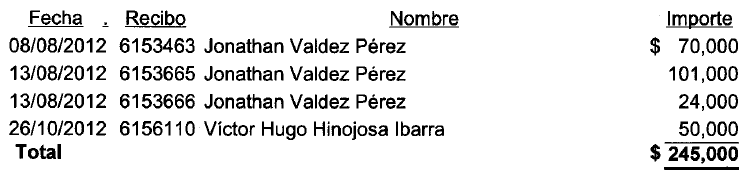 Fecha . Recibo Nombre Importe
08/08/2012 6153463 Jonathan Valdez Pérez $ 70,000
13/08/2012 6153665 Jonathan Valdez Pérez 101,000
13/08/2012 6153666 Jonathan Valdez Pérez 24,000
26/10/2012 6156110 Víctor Hugo Hinojosa Ibarra 50,000
Total $ 245,000